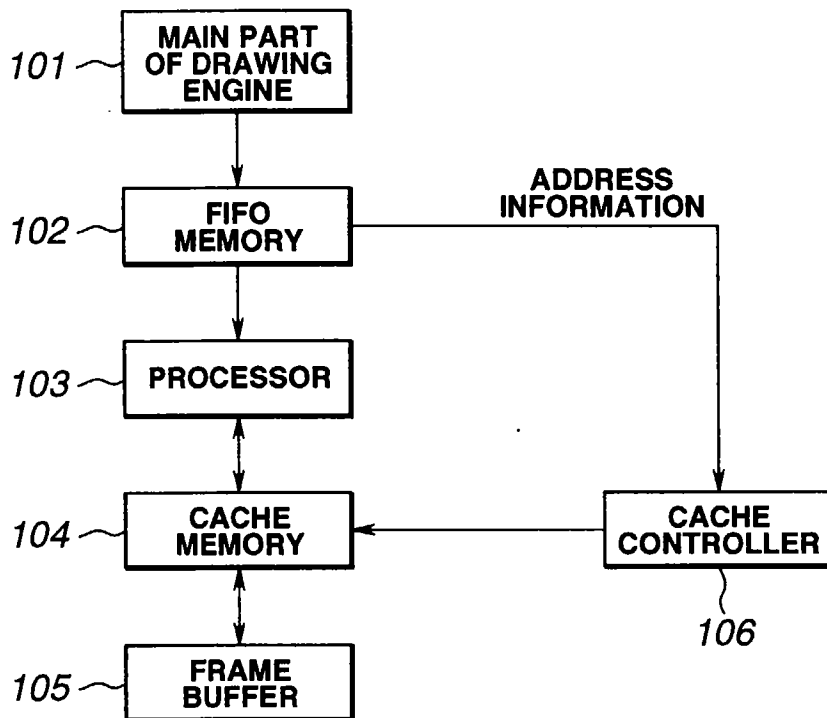 101
MAIN PART
OF DRAWING
ENGINE
102
FIFO
MEMORY
ADDRESS
INFORMATION
103
PROCESSOR
104
CACHE
MEMORY
CACHE
CONTROLLER
106
105
FRAME
BUFFER